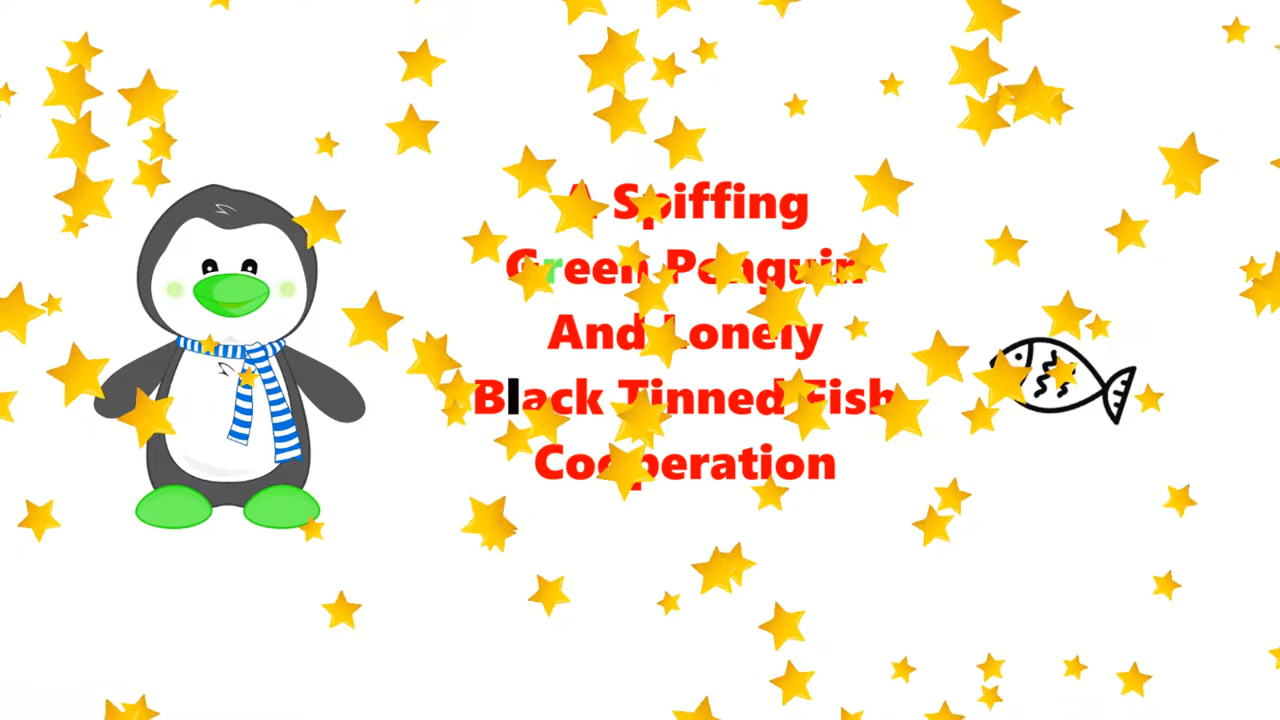 A Spiffing
Green Penguin
And Lonely
Black Tinned Fish
Cooperation